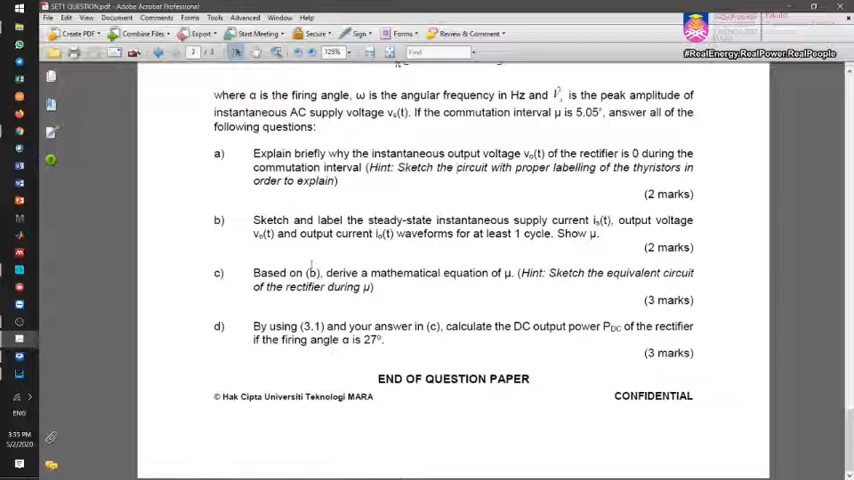 SET1 QUESTION.pdf - Adobe Acrobat Professional
File Edit View Document Comments Forms Tools Advanced Window Help
Create PDF Combine Files Export Start Meeting Secure Sign Forms Review & Comment
3 / 3 125% Find
#RealEnergy.RealPower.RealPeople
where α is the firing angle, ω is the angular frequency in Hz and V̂s is the peak amplitude of
instantaneous AC supply voltage vs(t). If the commutation interval μ is 5.05°, answer all of the
following questions:
a) Explain briefly why the instantaneous output voltage vo(t) of the rectifier is 0 during the
commutation interval (Hint: Sketch the circuit with proper labelling of the thyristors in
order to explain)
(2 marks)
b) Sketch and label the steady-state instantaneous supply current is(t), output voltage
vo(t) and output current io(t) waveforms for at least 1 cycle. Show μ.
(2 marks)
c) Based on (b), derive a mathematical equation of μ. (Hint: Sketch the equivalent circuit
of the rectifier during μ)
(3 marks)
d) By using (3.1) and your answer in (c), calculate the DC output power PDC of the rectifier
if the firing angle α is 27°.
(3 marks)
END OF QUESTION PAPER
© Hak Cipta Universiti Teknologi MARA CONFIDENTIAL
ENG
3:35 PM
5/2/2020